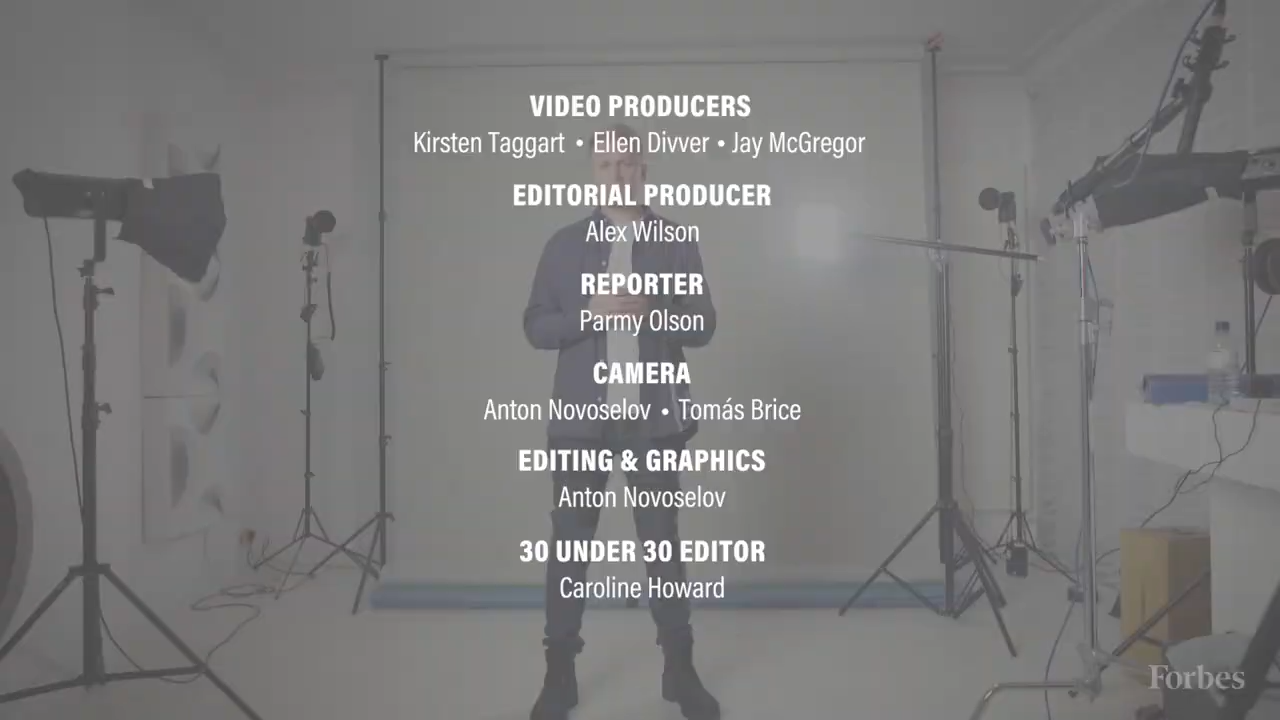 VIDEO PRODUCERS
Kirsten Taggart • Ellen Divver • Jay McGregor
EDITORIAL PRODUCER
Alex Wilson
REPORTER
Parmy Olson
CAMERA
Anton Novoselov • Tomás Brice
EDITING & GRAPHICS
Anton Novoselov
30 UNDER 30 EDITOR
Caroline Howard
Forbes